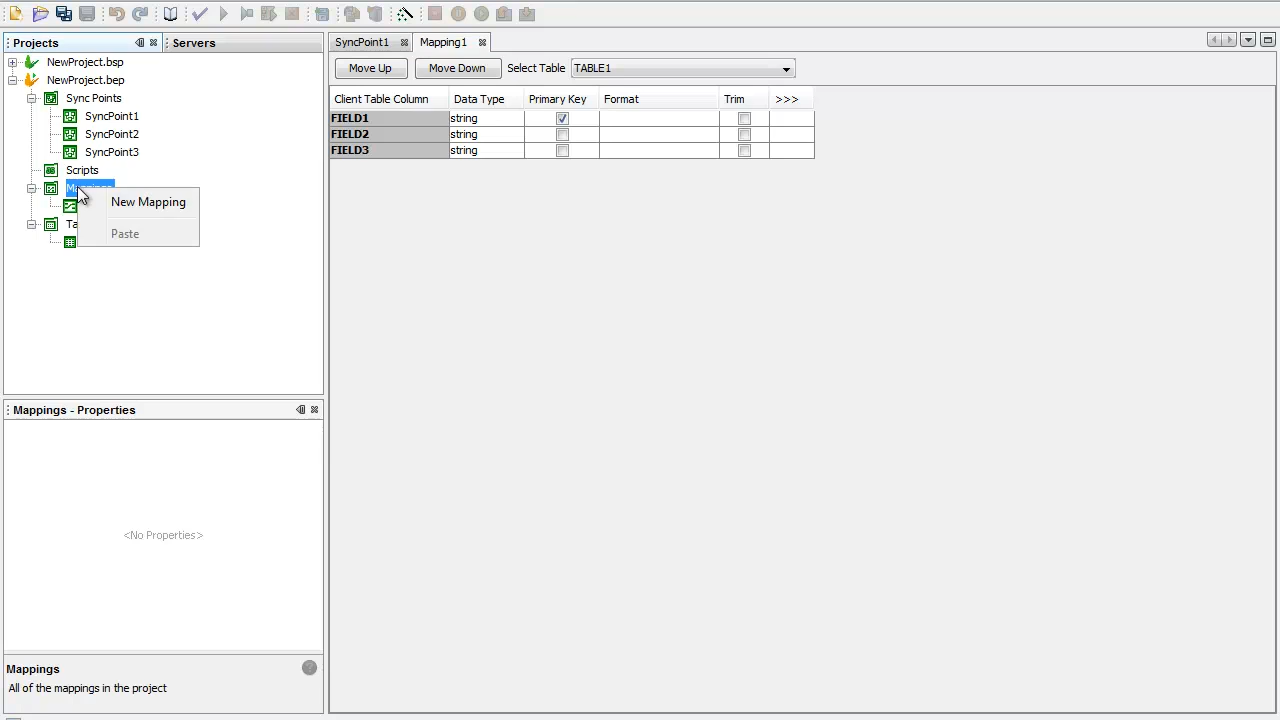 Projects
Servers
NewProject.bsp
NewProject.bep
Sync Points
SyncPoint1
SyncPoint2
SyncPoint3
Scripts
Mappings
New Mapping
Paste
Ta
Mappings - Properties
<No Properties>
Mappings
All of the mappings in the project
SyncPoint1
Mapping1
Move Up
Move Down
Select Table
TABLE1
Client Table Column Data Type Primary Key Format Trim >>>
FIELD1 string
FIELD2 string
FIELD3 string